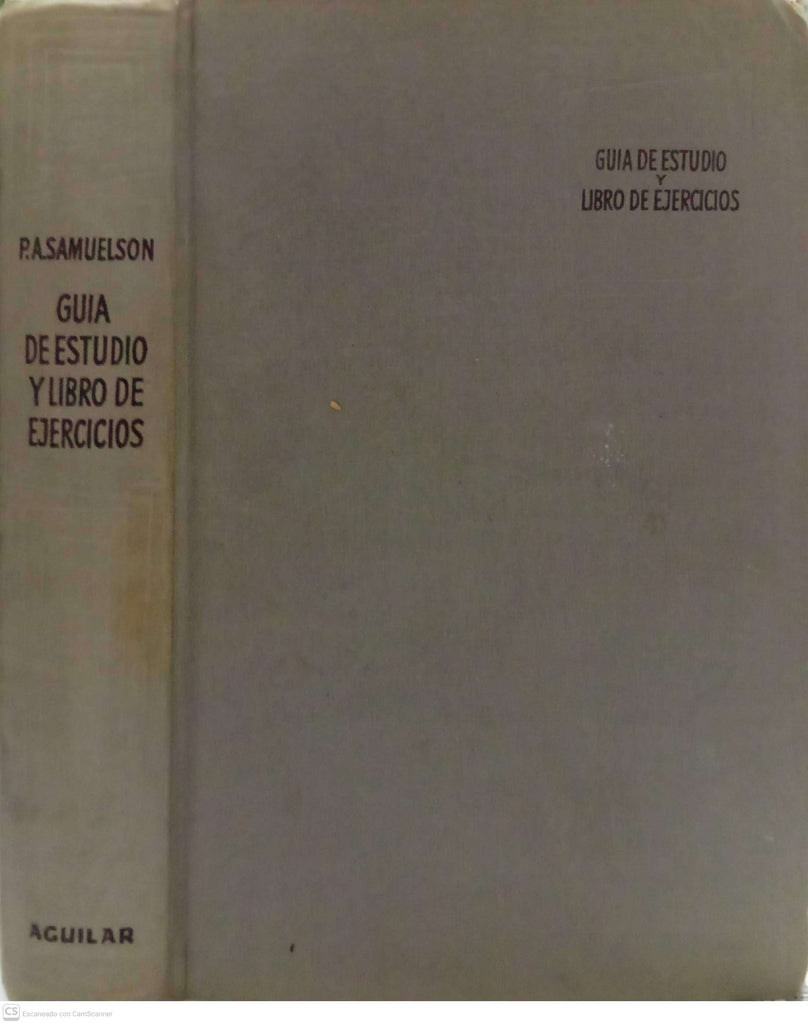 P.A.SAMUELSON
GUIA
DE ESTUDIO
Y LIBRO DE
EJERCICIOS
AGUILAR
GUIA DE ESTUDIO
Y
LIBRO DE EJERCICIOS
CS Escaneado con CamScanner